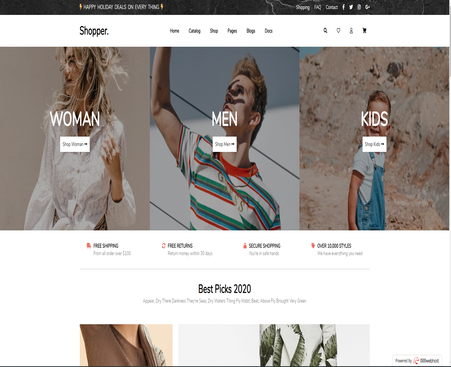 ⚡ HAPPY HOLIDAY DEALS ON EVERY THING ⚡
Shipping FAQ Contact
Shopper.
Home Catalog Shop Pages Blogs Docs
WOMAN
Shop Woman →
MEN
Shop Men →
KIDS
Shop Kids →
FREE SHIPPING
From all order over $100
FREE RETURNS
Return money within 30 days
SECURE SHOPPING
You're in safe hands
OVER 10,000 STYLES
We have everything you need
Best Picks 2020
Appear, Dry There Darkness They're Seas, Dry Waters Thing Fly Midst. Beast, Above Fly Brought Very Green.
Powered by 000webhost